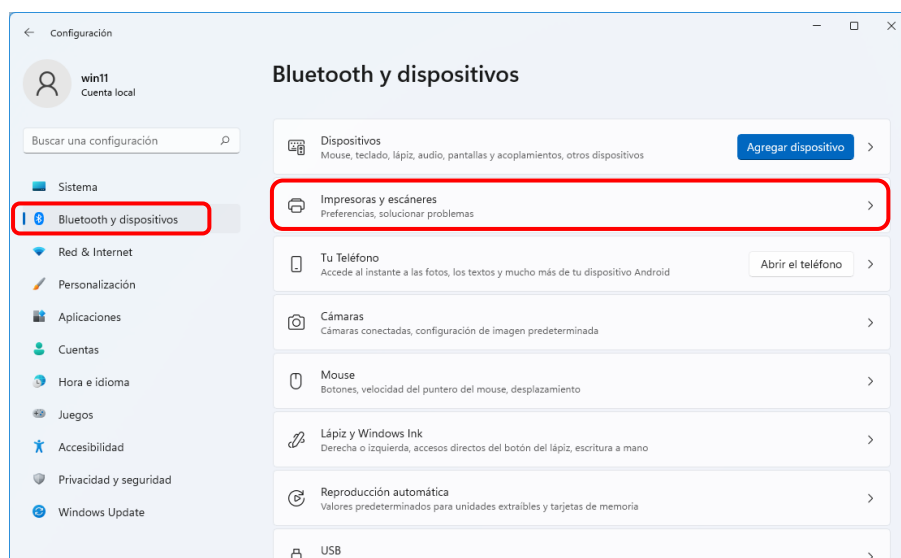 Configuración
win11
Cuenta local
Buscar una configuración
Sistema
Bluetooth y dispositivos
Red & Internet
Personalización
Aplicaciones
Cuentas
Hora e idioma
Juegos
Accesibilidad
Privacidad y seguridad
Windows Update
Bluetooth y dispositivos
Dispositivos
Mouse, teclado, lápiz, audio, pantallas y acoplamientos, otros dispositivos
Agregar dispositivo
Impresoras y escáneres
Preferencias, solucionar problemas
Tu Teléfono
Accede al instante a las fotos, los textos y mucho más de tu dispositivo Android
Abrir el teléfono
Cámaras
Cámaras conectadas, configuración de imagen predeterminada
Mouse
Botones, velocidad del puntero del mouse, desplazamiento
Lápiz y Windows Ink
Derecha o izquierda, accesos directos del botón del lápiz, escritura a mano
Reproducción automática
Valores predeterminados para unidades extraíbles y tarjetas de memoria
USB